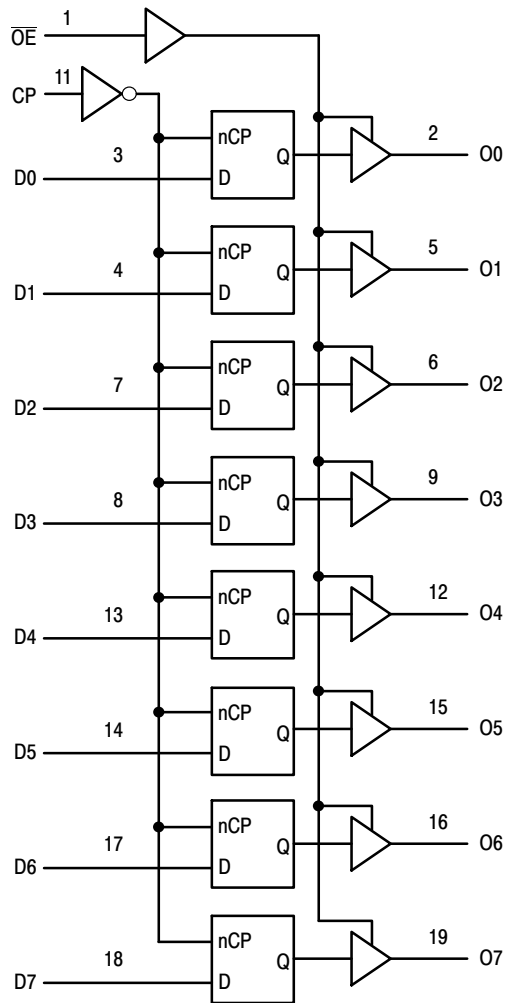 1
O̅E̅
11
CP
nCP
3
Q
2
O0
D0
D
nCP
4
Q
5
O1
D1
D
nCP
7
Q
6
O2
D2
D
nCP
8
Q
9
O3
D3
D
nCP
13
Q
12
O4
D4
D
nCP
14
Q
15
O5
D5
D
nCP
17
Q
16
O6
D6
D
nCP
18
Q
19
O7
D7
D